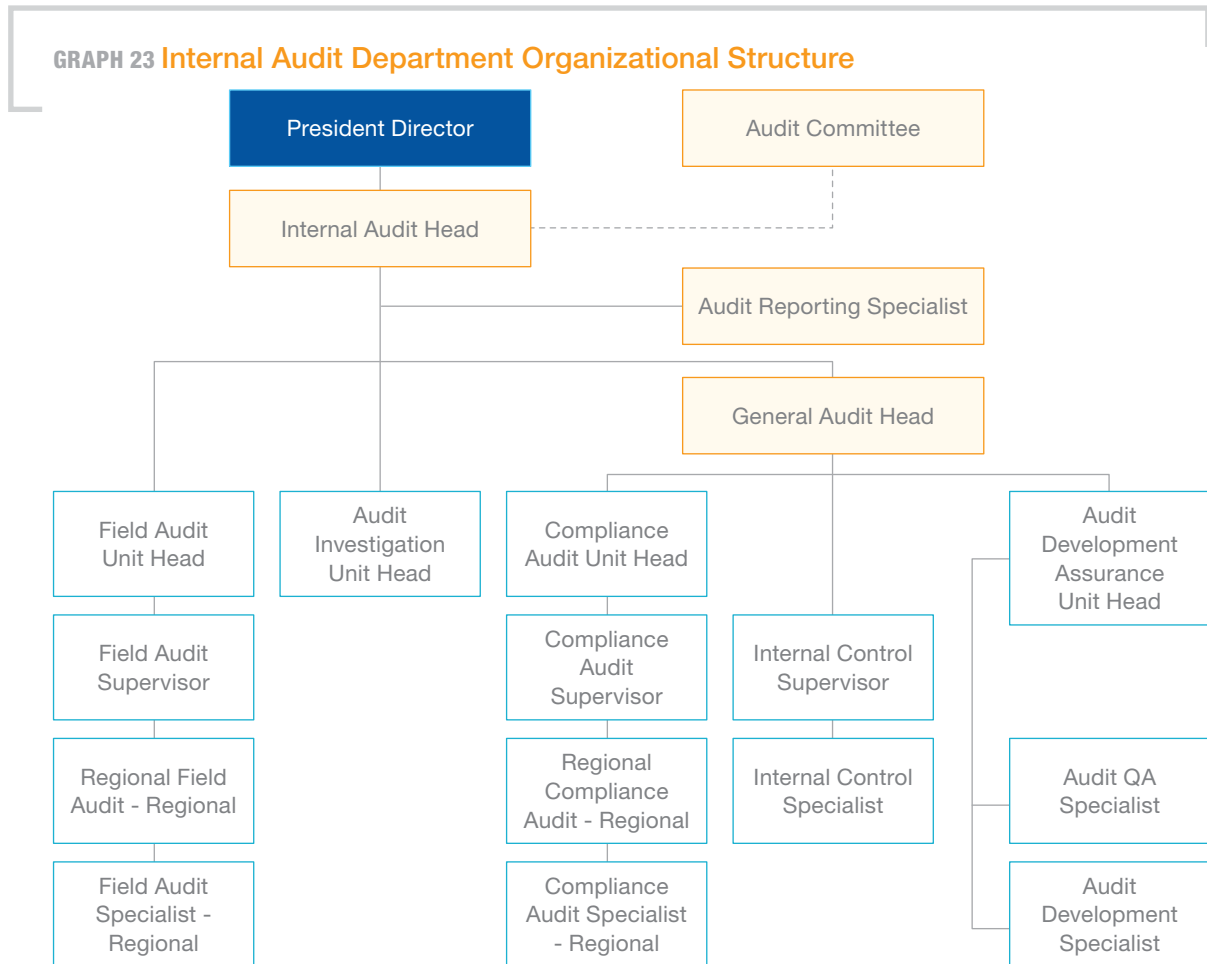 GRAPH 23 Internal Audit Department Organizational Structure
President Director
Audit Committee
Internal Audit Head
Audit Reporting Specialist
General Audit Head
Field Audit
Unit Head
Audit
Investigation
Unit Head
Compliance
Audit Unit Head
Audit
Development
Assurance
Unit Head
Field Audit
Supervisor
Compliance
Audit
Supervisor
Internal Control
Supervisor
Regional Field
Audit - Regional
Regional
Compliance
Audit - Regional
Internal Control
Specialist
Audit QA
Specialist
Field Audit
Specialist -
Regional
Compliance
Audit Specialist
- Regional
Audit
Development
Specialist